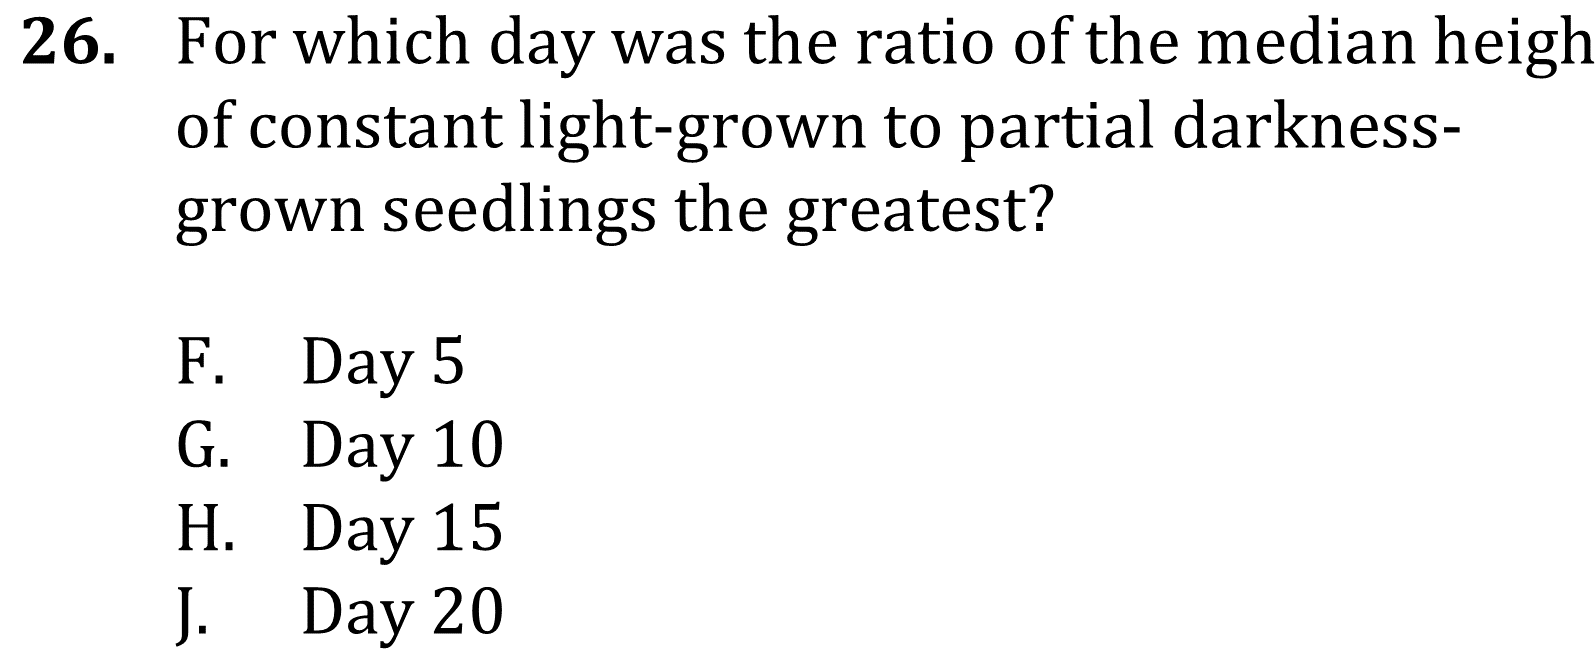 26. For which day was the ratio of the median heigh
of constant light-grown to partial darkness-
grown seedlings the greatest?
F. Day 5
G. Day 10
H. Day 15
J. Day 20